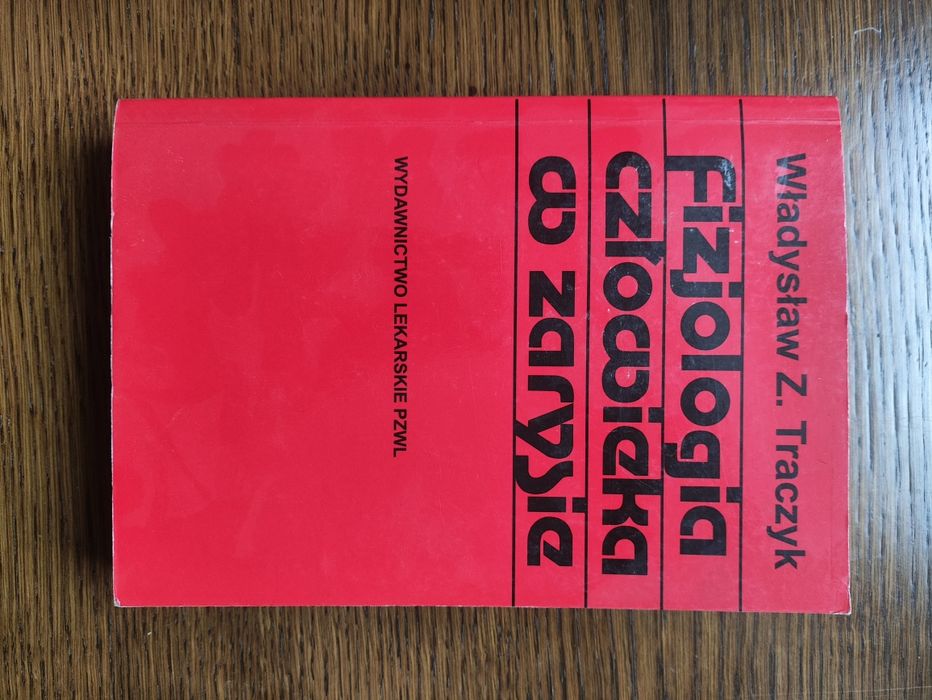 Władysław Z. Traczyk
Fizjologia
człowieka
w zarysie
WYDAWNICTWO LEKARSKIE PZWL